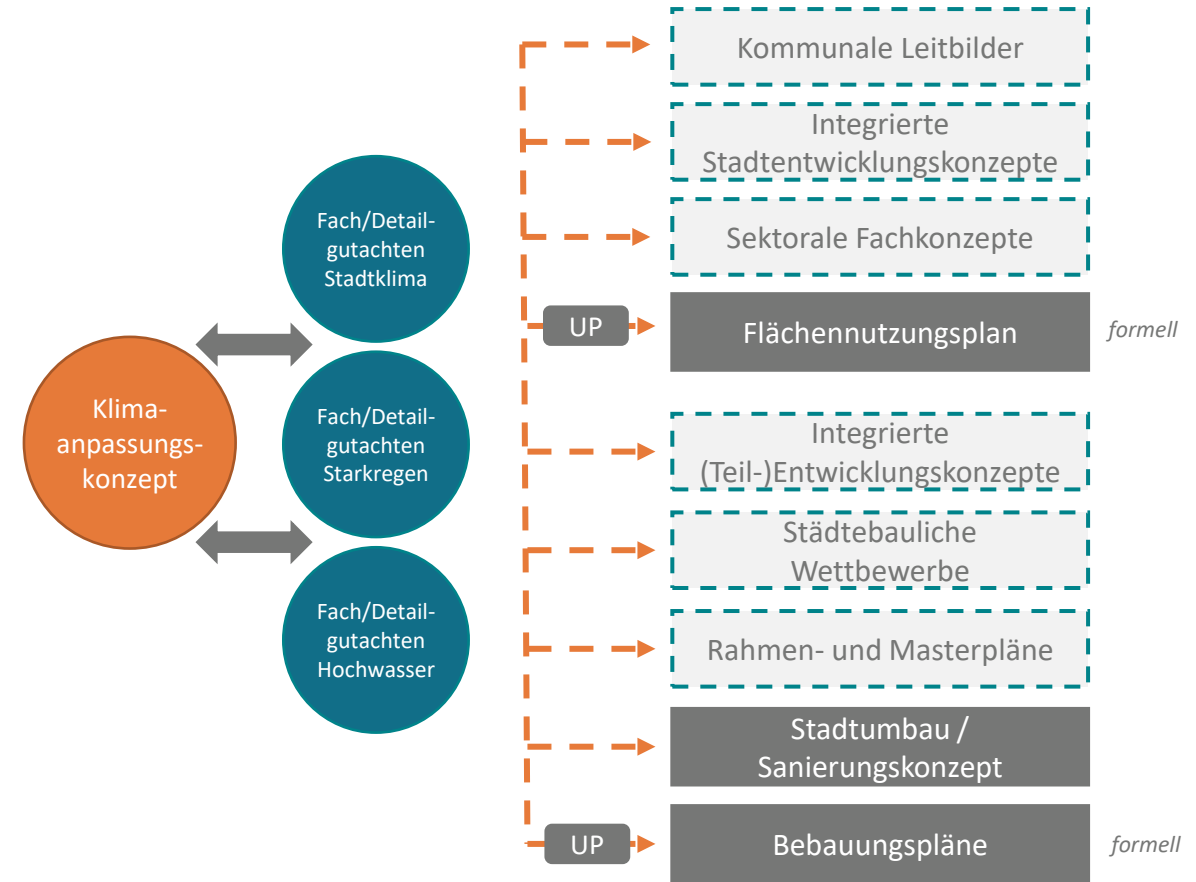 Klima-
anpassungs-
konzept
Fach/Detail-
gutachten
Stadtklima
Fach/Detail-
gutachten
Starkregen
Fach/Detail-
gutachten
Hochwasser
Kommunale Leitbilder
Integrierte
Stadtentwicklungskonzepte
Sektorale Fachkonzepte
UP
Flächennutzungsplan
formell
Integrierte
(Teil-)Entwicklungskonzepte
Städtebauliche
Wettbewerbe
Rahmen- und Masterpläne
Stadtumbau /
Sanierungskonzept
UP
Bebauungspläne
formell